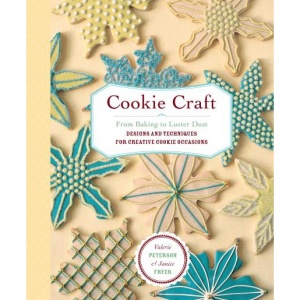 Cookie Craft
From Baking to Luster Dust
DESIGNS AND TECHNIQUES
FOR CREATIVE COOKIE OCCASIONS
Valerie
PETERSON
& Janice
FRYER